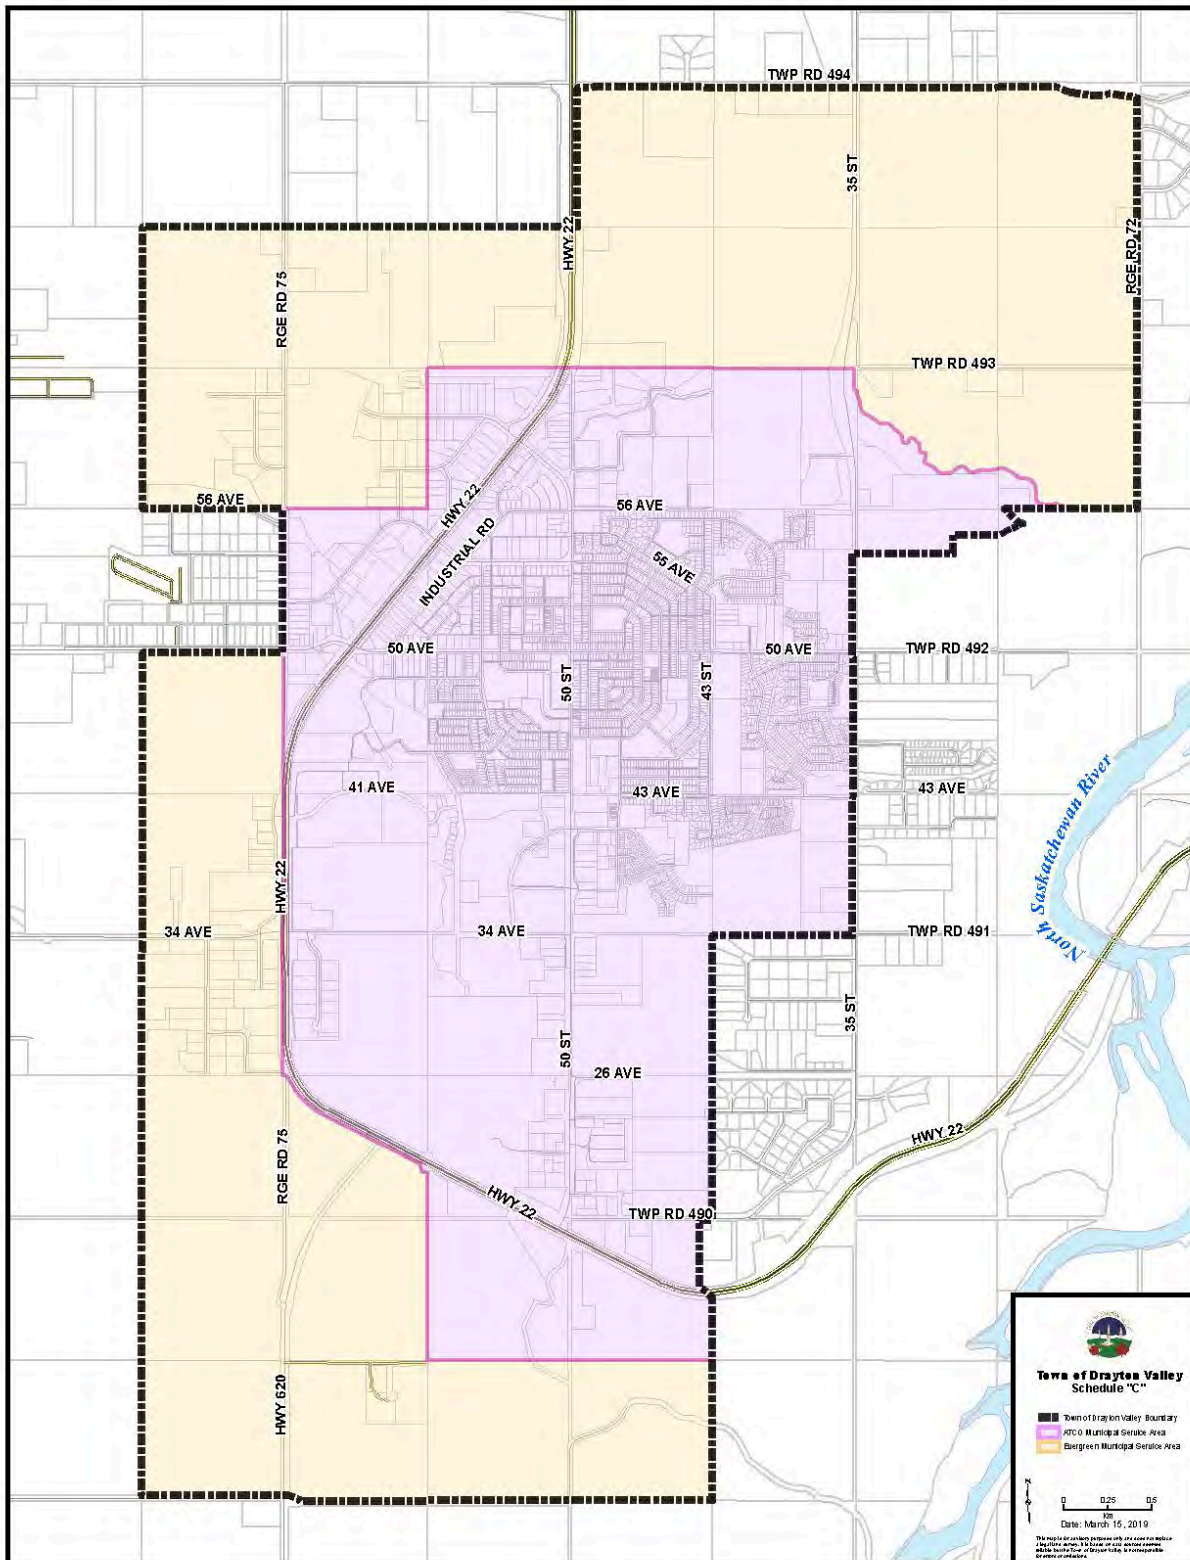 TWP RD 494
35 ST
HWY 22
RGE RD 72
RGE RD 75
TWP RD 493
56 AVE
HWY 22
56 AVE
INDUSTRIAL RD
55 AVE
50 AVE
50 AVE
TWP RD 492
50 ST
43 ST
41 AVE
43 AVE
43 AVE
North Saskatchewan River
HWY 22
34 AVE
34 AVE
TWP RD 491
35 ST
50 ST
26 AVE
HWY 22
RGE RD 75
HWY 22
TWP RD 490
HWY 620
Town of Drayton Valley
Schedule "C"
Town of Drayton Valley Boundary
ATCO Municipal Service Area
Evergreen Municipal Service Area
N
0 0.25 0.5
Km
Date: March 15, 2019